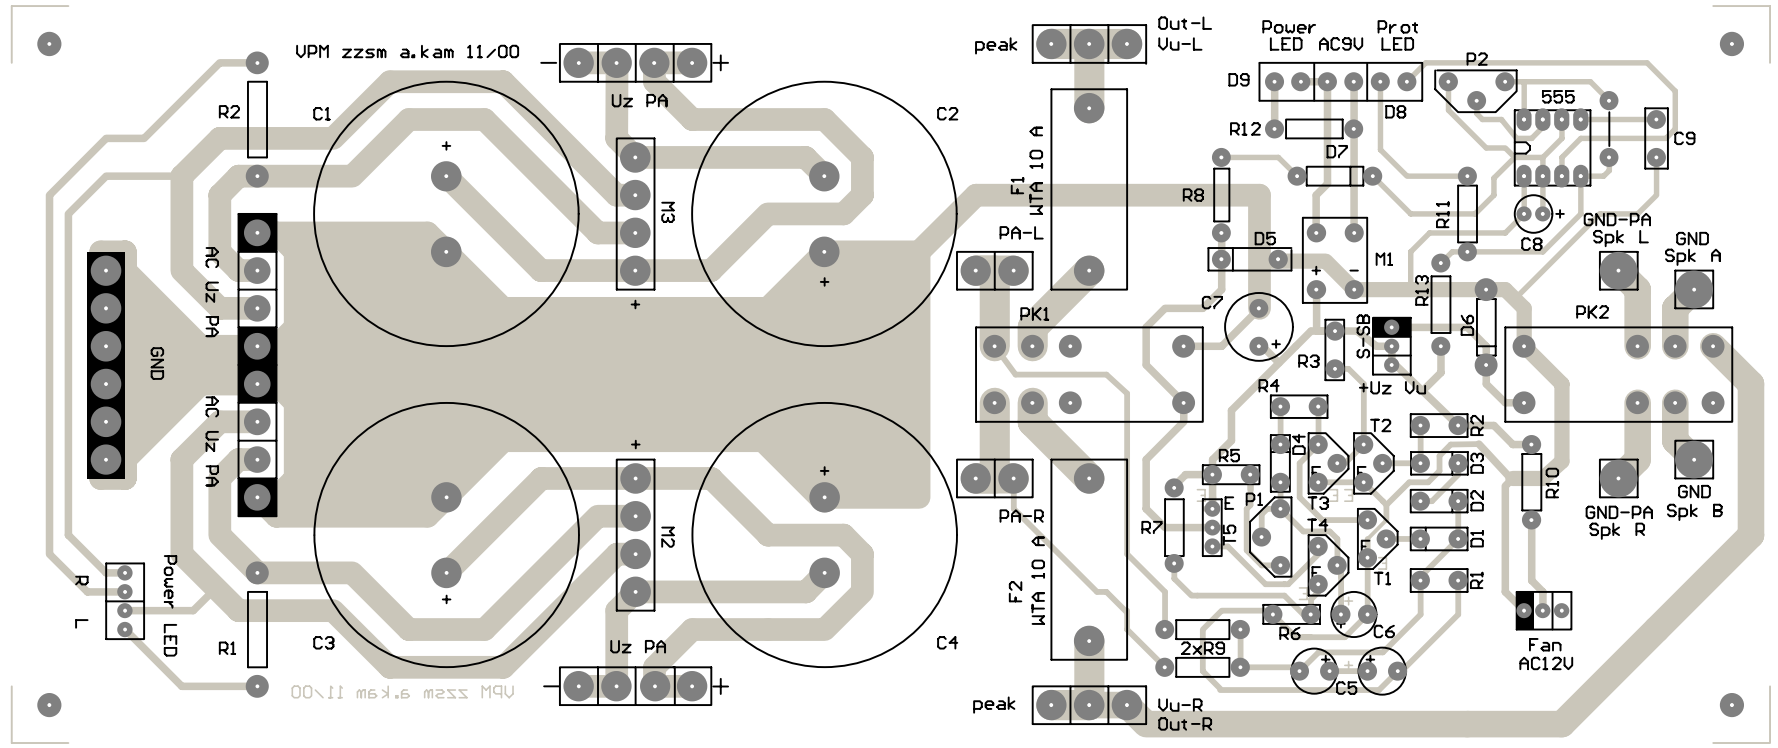 VPM zzsm a.kam 11/00
- +
Uz PA
peak
Out-L
Vu-L
Power LED
AC9V
Prot LED
P2
D9
D8
555
R2
C1
C2
R12
D7
C9
F1
WTA 10 A
R8
R11
M3
+
+
+
PA-L
D5
M1
+ -
C8
+
GND-PA
Spk L
GND
Spk A
AC Uz PA
GND
C7
+
PK1
R13
D6
PK2
R3
S-SB
+Uz Vu
AC Uz PA
R4
D4
T2
R2
R5
E
E
T3
D3
R10
P1
D2
GND
Spk B
GND-PA
Spk R
PA-R
R7
E
T5
T4
E
T1
D1
M2
+
+
+
F2
WTA 10 A
E
R1
R
L
Power LED
R6
+
C6
Fan
AC12V
R1
C3
C4
Uz PA
2xR9
+
+
C5
- +
VPM zzsm a.kam 11/00
peak
Vu-R
Out-R